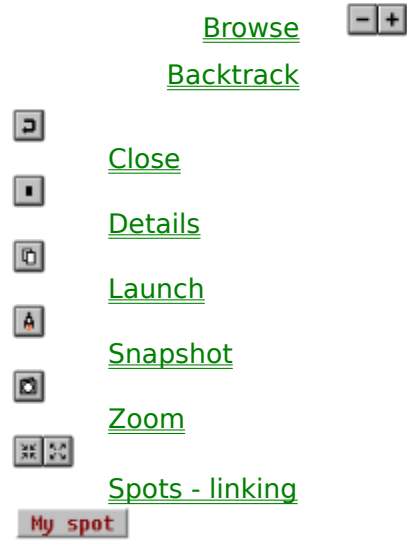 Browse
Backtrack
Close
Details
Launch
Snapshot
Zoom
Spots - linking
My spot